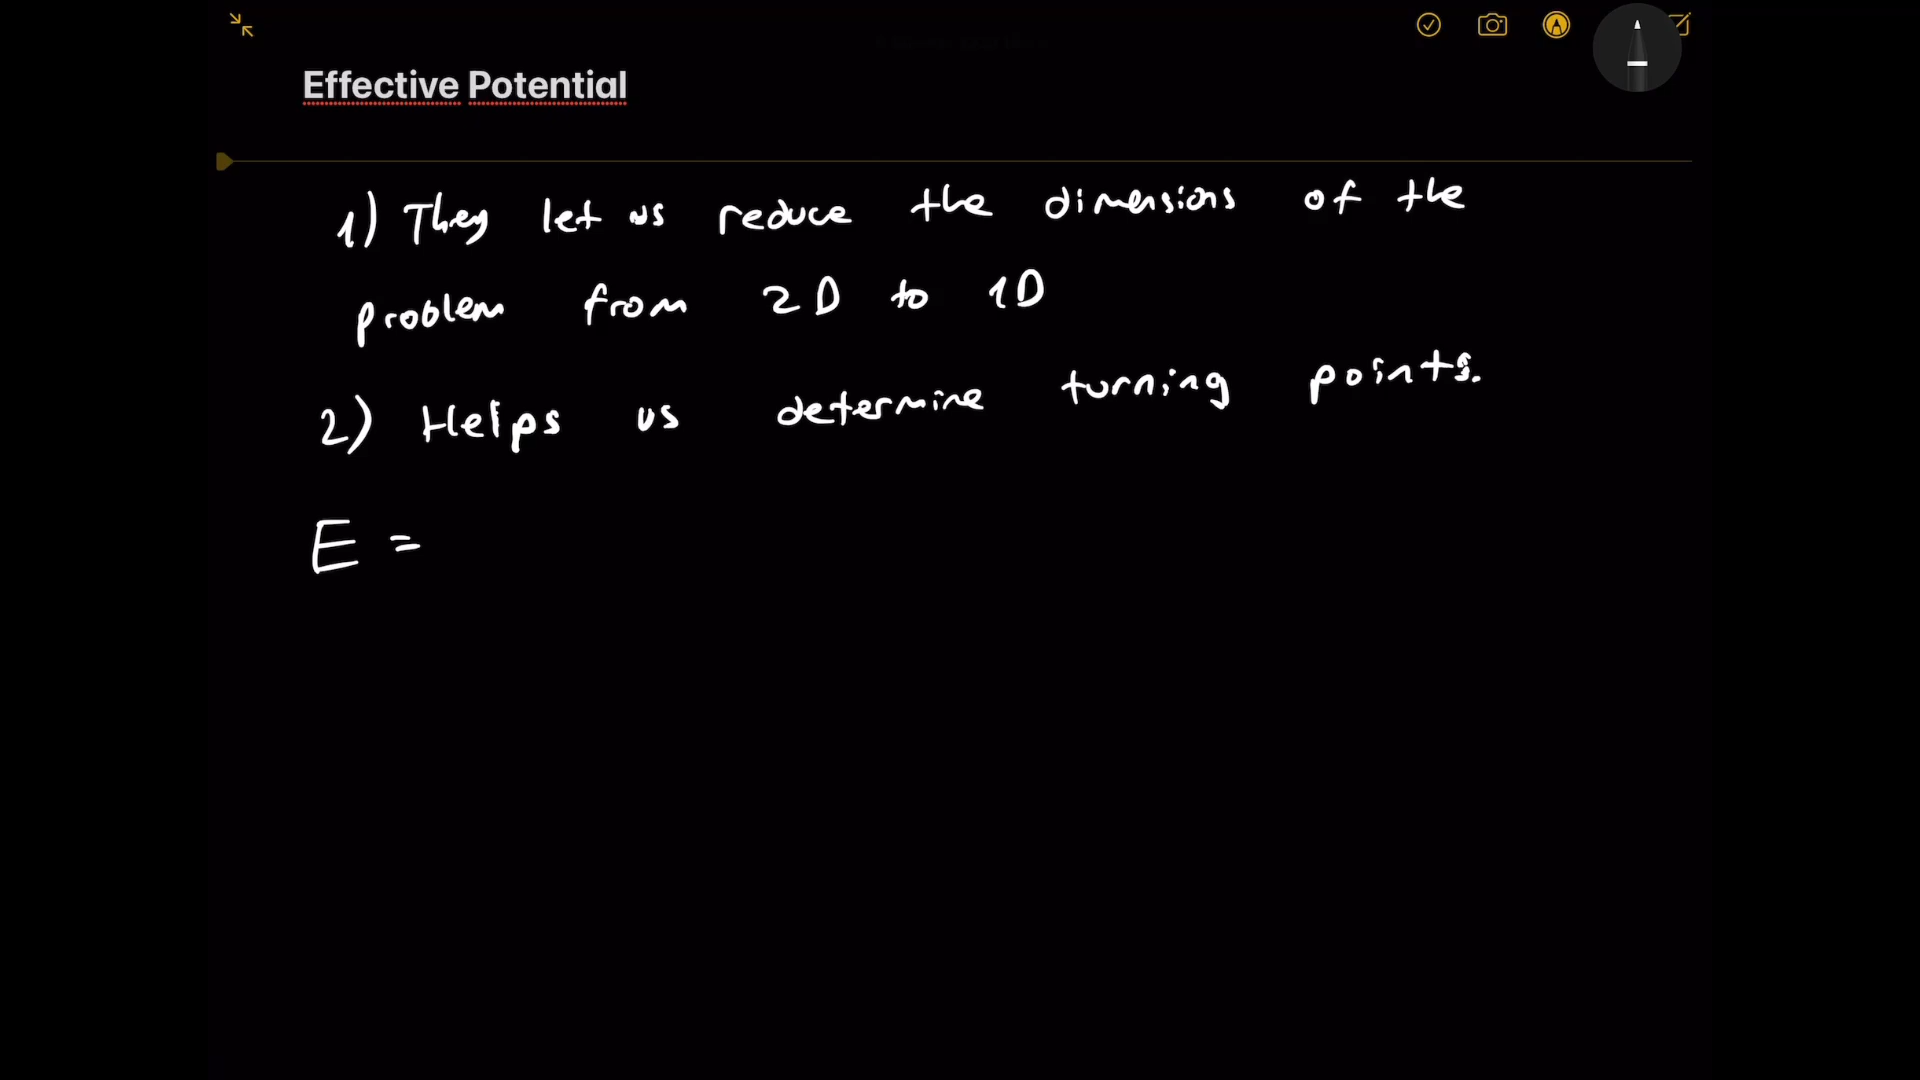 Effective Potential
1) They let us reduce the dimensions of the
problem from 2D to 1D
2) Helps us determine turning points.
E =